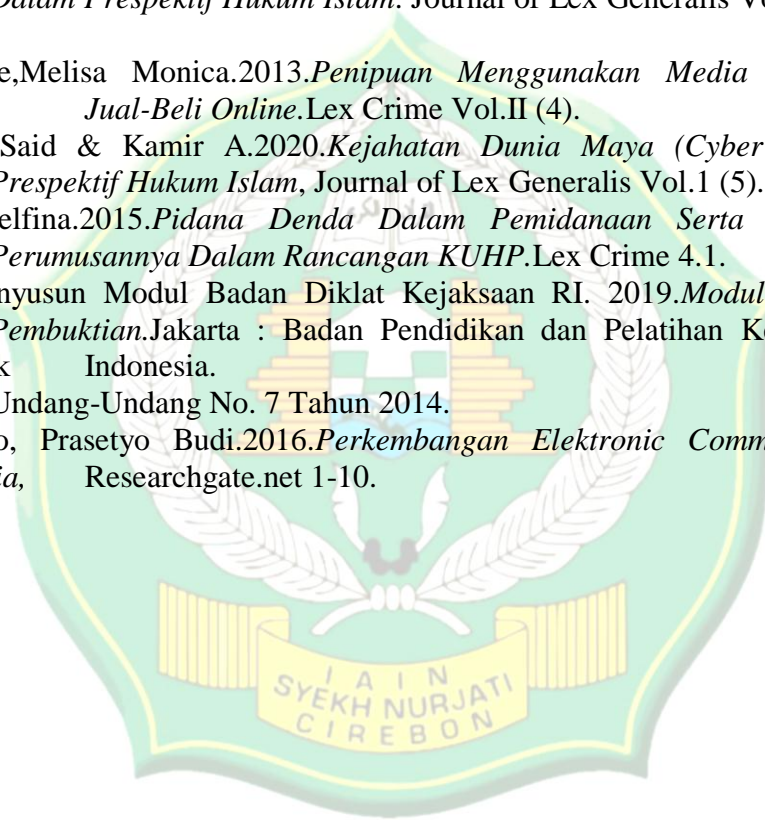 Dalam Prespektif Hukum Islam. Journal of Lex Generalis
e,Melisa Monica.2013.Penipuan Menggunakan Media
Jual-Beli Online.Lex Crime Vol.II (4).
Said & Kamir A.2020.Kejahatan Dunia Maya (Cyber
Prespektif Hukum Islam, Journal of Lex Generalis Vol.1 (5).
elfina.2015.Pidana Denda Dalam Pemidanaan Serta
Perumusannya Dalam Rancangan KUHP.Lex Crime 4.1.
nyusun Modul Badan Diklat Kejaksaan RI. 2019.Modul
Pembuktian.Jakarta : Badan Pendidikan dan Pelatihan
k Indonesia.
Undang-Undang No. 7 Tahun 2014.
o, Prasetyo Budi.2016.Perkembangan Elektronic Comm
ia, Researchgate.net 1-10.
IAIN
SYEKH NURJATI
CIREBON